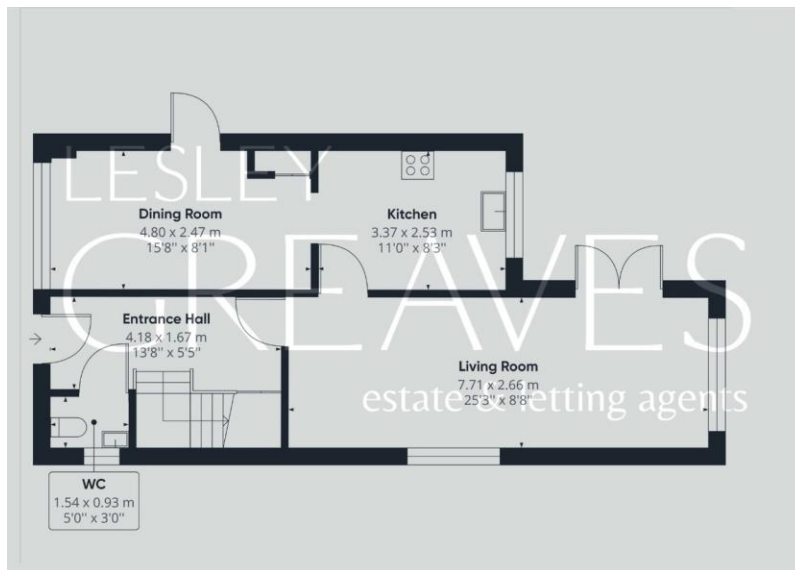 LESLEY
GREAVES
estate & letting agents
Dining Room
4.80 x 2.47 m
15'8" x 8'1"
Kitchen
3.37 x 2.53 m
11'0" x 8'3"
Entrance Hall
4.18 x 1.67 m
13'8" x 5'5"
Living Room
7.71 x 2.66 m
25'3" x 8'8"
WC
1.54 x 0.93 m
5'0" x 3'0"